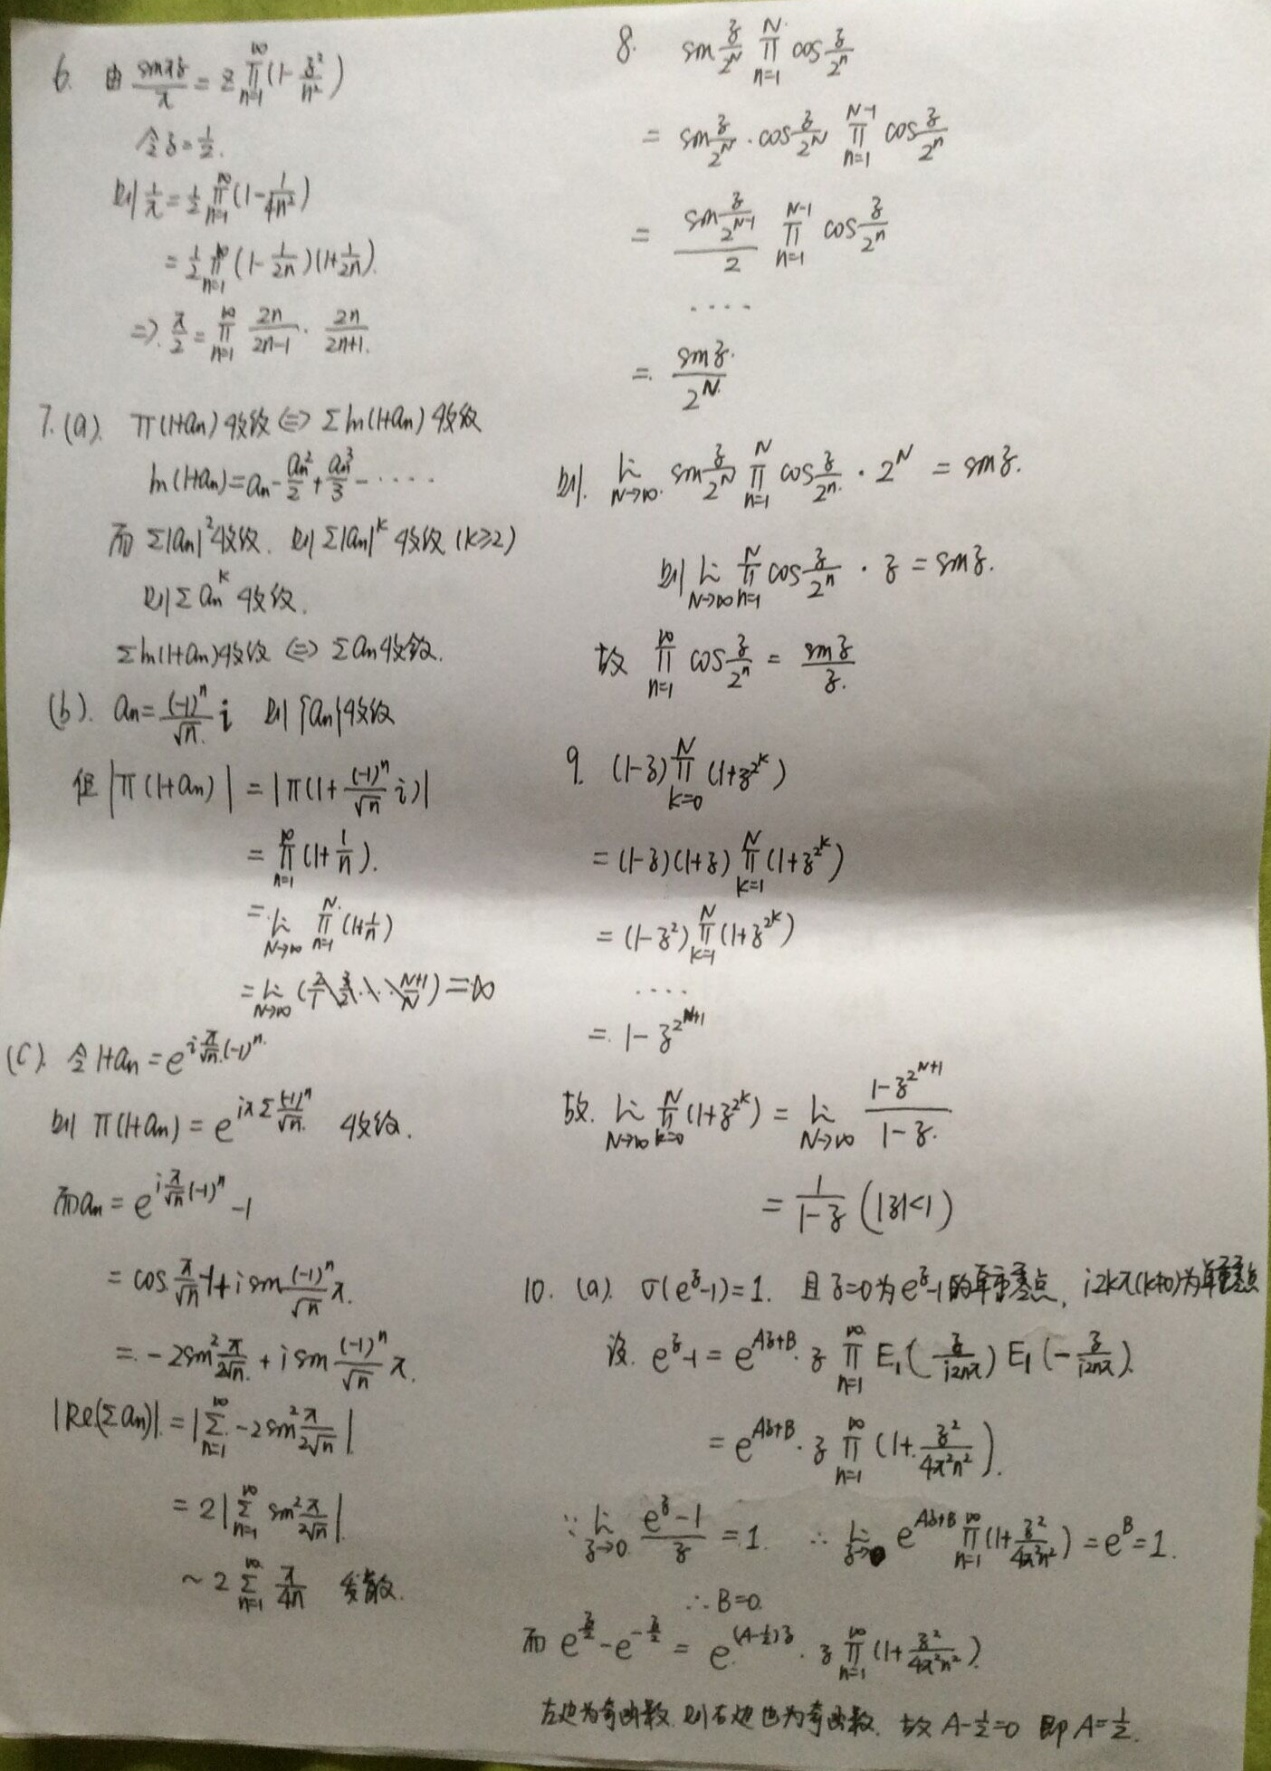 6. 由 sinπz/π = z ∏_{n=1}^{∞}(1-z²/n²)
令z=1/2.
则 1/π = 1/2 ∏_{n=1}^{∞}(1-1/4n²)
= 1/2 ∏_{n=1}^{∞}(1-1/2n)(1+1/2n).
⇒ π/2 = ∏_{n=1}^{∞} 2n/(2n-1) · 2n/(2n+1).
7. (a). π(1+an) 收敛 ⇔ Σ ln(1+an) 收敛
ln(1+an) = an - an²/2 + an³/3 - ····
而 Σ|an|² 收敛. 则 Σ|an|^k 收敛 (k≥2)
则 Σ an^k 收敛.
Σ ln(1+an) 收敛 ⇔ Σ an 收敛.
(b). an = (-1)^n/√n i 则 {an} 收敛
但 |π(1+an)| = |π(1+(-1)^n/√n i)|
= ∏_{n=1}^{∞}(1+1/n).
= lim_{N→∞} ∏_{n=1}^{N}(1+1/n)
= lim_{N→∞}(2/1 · 3/2 ··· (N+1)/N) = ∞
(C). 令 1+an = e^{i π/√n (-1)^n}
则 π(1+an) = e^{iπ Σ (-1)^n/√n} 收敛.
而 an = e^{i π/√n (-1)^n} - 1
= cos π/√n - 1 + i sin (-1)^n/√n π.
= -2sin² π/2√n + i sin (-1)^n/√n π.
|Re(Σ an)| = |Σ_{n=1}^{∞} -2sin² π/2√n|
= 2|Σ_{n=1}^{∞} sin² π/2√n|.
~ 2 Σ_{n=1}^{∞} π/4n 发散.
8. sin z/2^N ∏_{n=1}^{N} cos z/2^n
= sin z/2^N · cos z/2^N ∏_{n=1}^{N-1} cos z/2^n
= (sin z/2^{N-1})/2 ∏_{n=1}^{N-1} cos z/2^n
····
= sin z/2^N
则. lim_{N→∞} sin z/2^N ∏_{n=1}^{N} cos z/2^n · 2^N = sin z.
则 lim_{N→∞} ∏_{n=1}^{N} cos z/2^n · z = sin z.
故 ∏_{n=1}^{∞} cos z/2^n = sin z/z.
9. (1-z) ∏_{k=0}^{N}(1+z^{2^k})
= (1-z)(1+z) ∏_{k=1}^{N}(1+z^{2^k})
= (1-z²) ∏_{k=1}^{N}(1+z^{2^k})
····
= 1-z^{2^{N+1}}
故. lim_{N→∞} ∏_{k=0}^{N}(1+z^{2^k}) = lim_{N→∞} (1-z^{2^{N+1}})/(1-z).
= 1/(1-z) (|z|<1)
10. (a). σ(e^z-1)=1. 且 z=0为 e^z-1 的单零点, i2kπ(k≠0)为单零点
设. e^z-1 = e^{Az+B} · z ∏_{n=1}^{∞} E₁(z/i2nπ) E₁(-z/i2nπ).
= e^{Az+B} · z ∏_{n=1}^{∞}(1+z²/4π²n²).
∵ lim_{z→0} (e^z-1)/z = 1. ∴ lim_{z→0} e^{Az+B} ∏_{n=1}^{∞}(1+z²/4π²n²) = e^B = 1.
∴ B=0.
而 e^{z/2}-e^{-z/2} = e^{(A-1/2)z} · z ∏_{n=1}^{∞}(1+z²/4π²n²).
左边为奇函数, 则右边也为奇函数. 故 A-1/2=0 即 A=1/2.